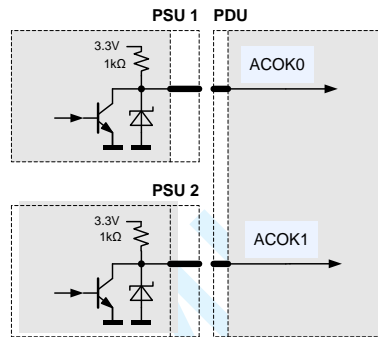 PSU 1 PDU
3.3V
1kΩ
ACOK0
PSU 2
3.3V
1kΩ
ACOK1